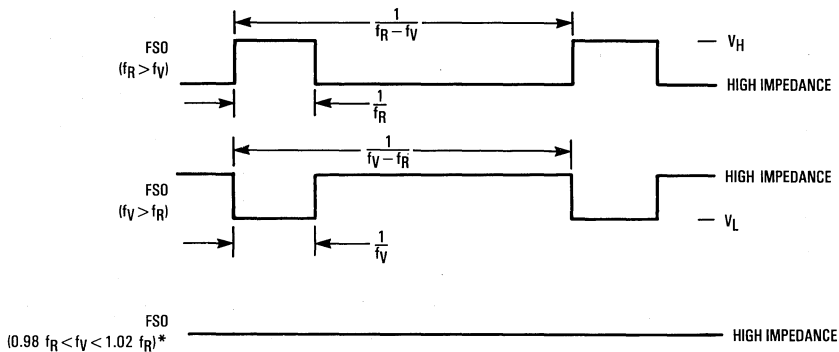 1
fR – fV
FSO
(fR > fV)
VH
HIGH IMPEDANCE
1
fR
1
fV – fR
FSO
(fV > fR)
HIGH IMPEDANCE
VL
1
fV
FSO
(0.98 fR < fV < 1.02 fR)*
HIGH IMPEDANCE